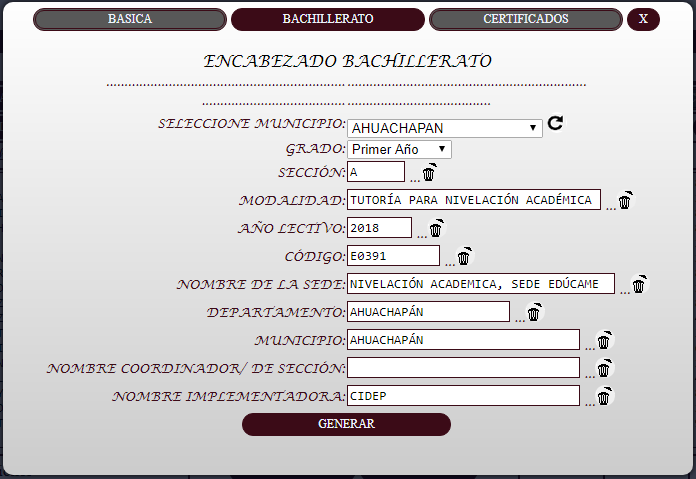 BASICA BACHILLERATO CERTIFICADOS X
ENCABEZADO BACHILLERATO
SELECCIONE MUNICIPIO: AHUACHAPAN
GRADO: Primer Año
SECCIÓN: A ...
MODALIDAD: TUTORÍA PARA NIVELACIÓN ACADÉMICA ...
AÑO LECTIVO: 2018 ...
CÓDIGO: E0391 ...
NOMBRE DE LA SEDE: NIVELACIÓN ACADEMICA, SEDE EDÚCAME ...
DEPARTAMENTO: AHUACHAPÁN ...
MUNICIPIO: AHUACHAPÁN ...
NOMBRE COORDINADOR/ DE SECCIÓN: ...
NOMBRE IMPLEMENTADORA: CIDEP ...
GENERAR